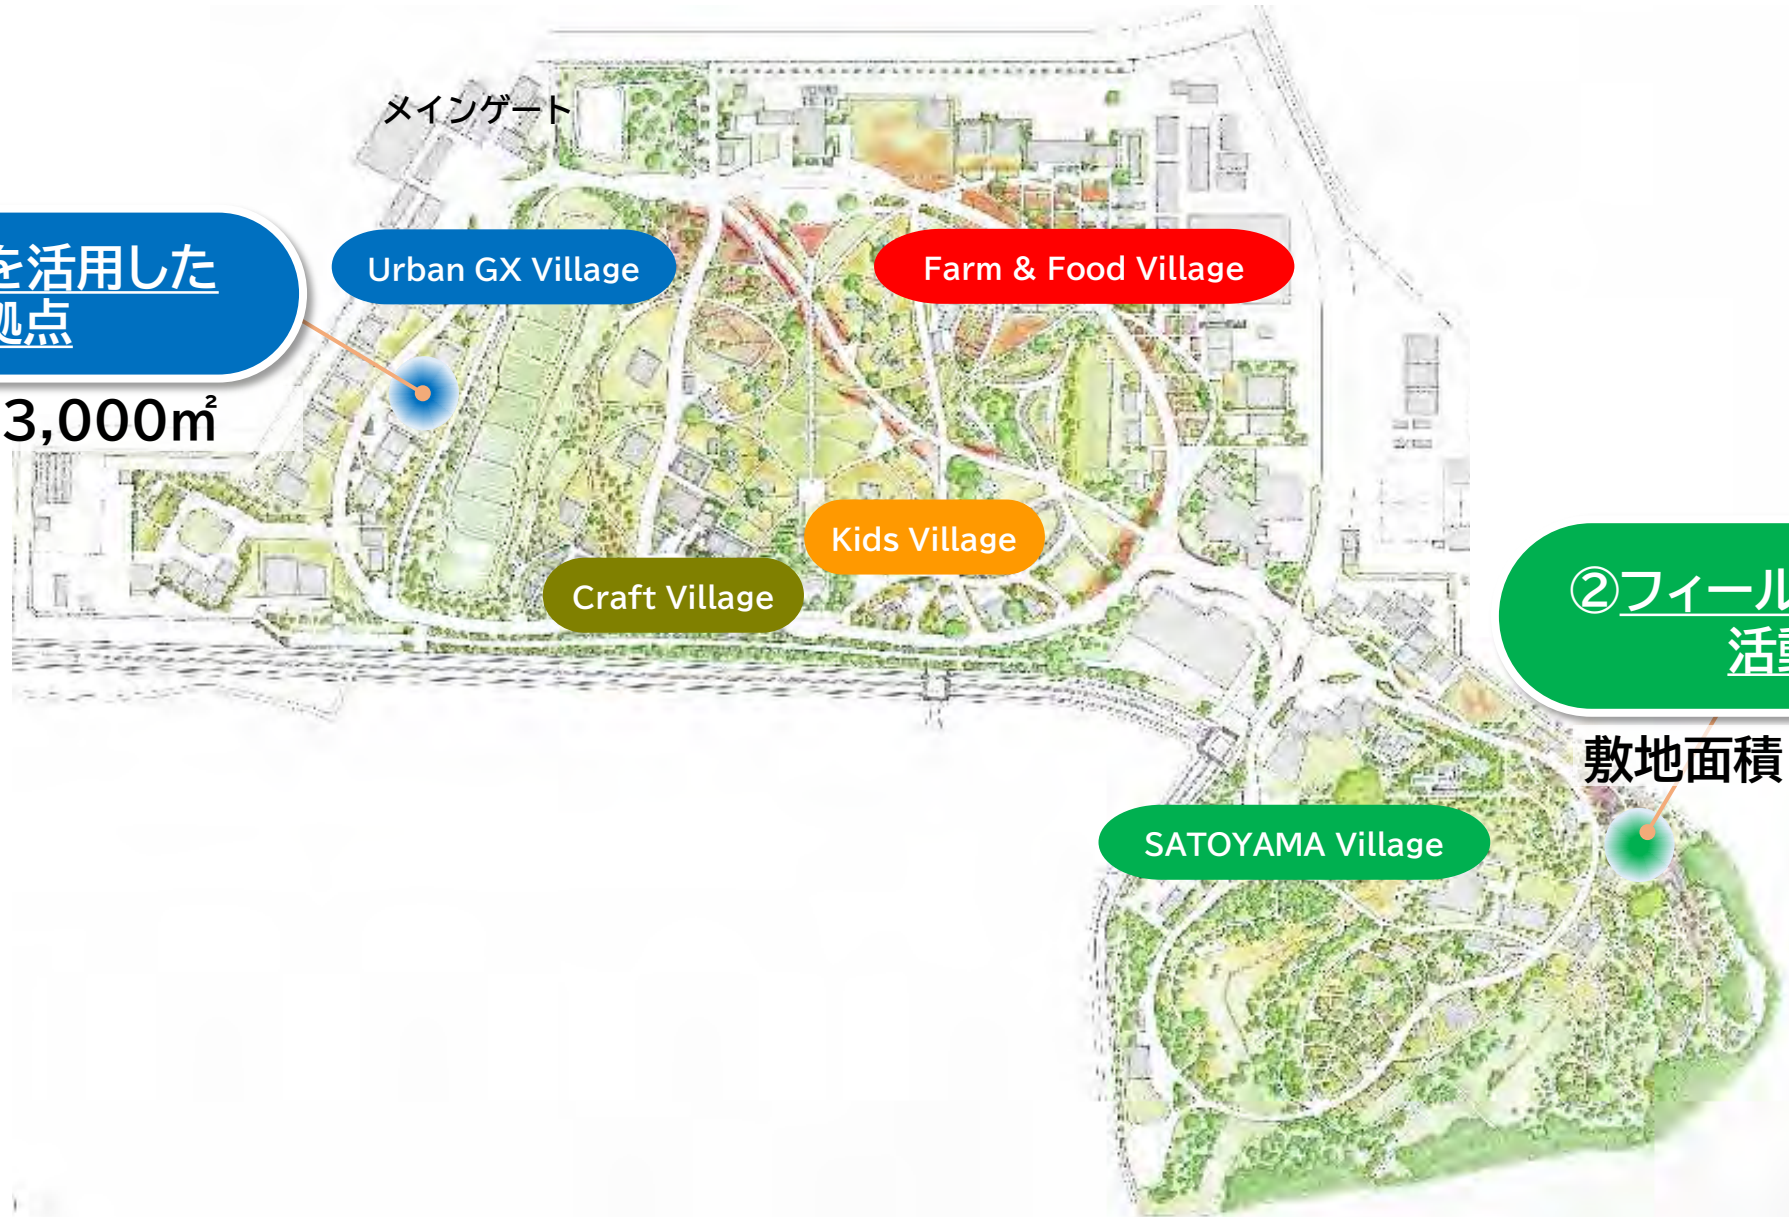 メインゲート
を活用した
拠点
3,000㎡
Urban GX Village
Farm & Food Village
Kids Village
Craft Village
②フィール
活動
敷地面積
SATOYAMA Village